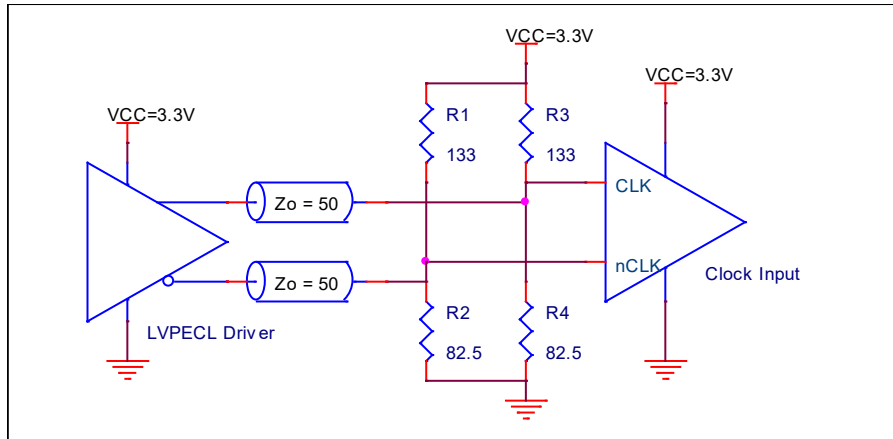 VCC=3.3V
VCC=3.3V
VCC=3.3V
R1
133
R3
133
Zo = 50
CLK
nCLK
Zo = 50
Clock Input
LVPECL Driver
R2
82.5
R4
82.5